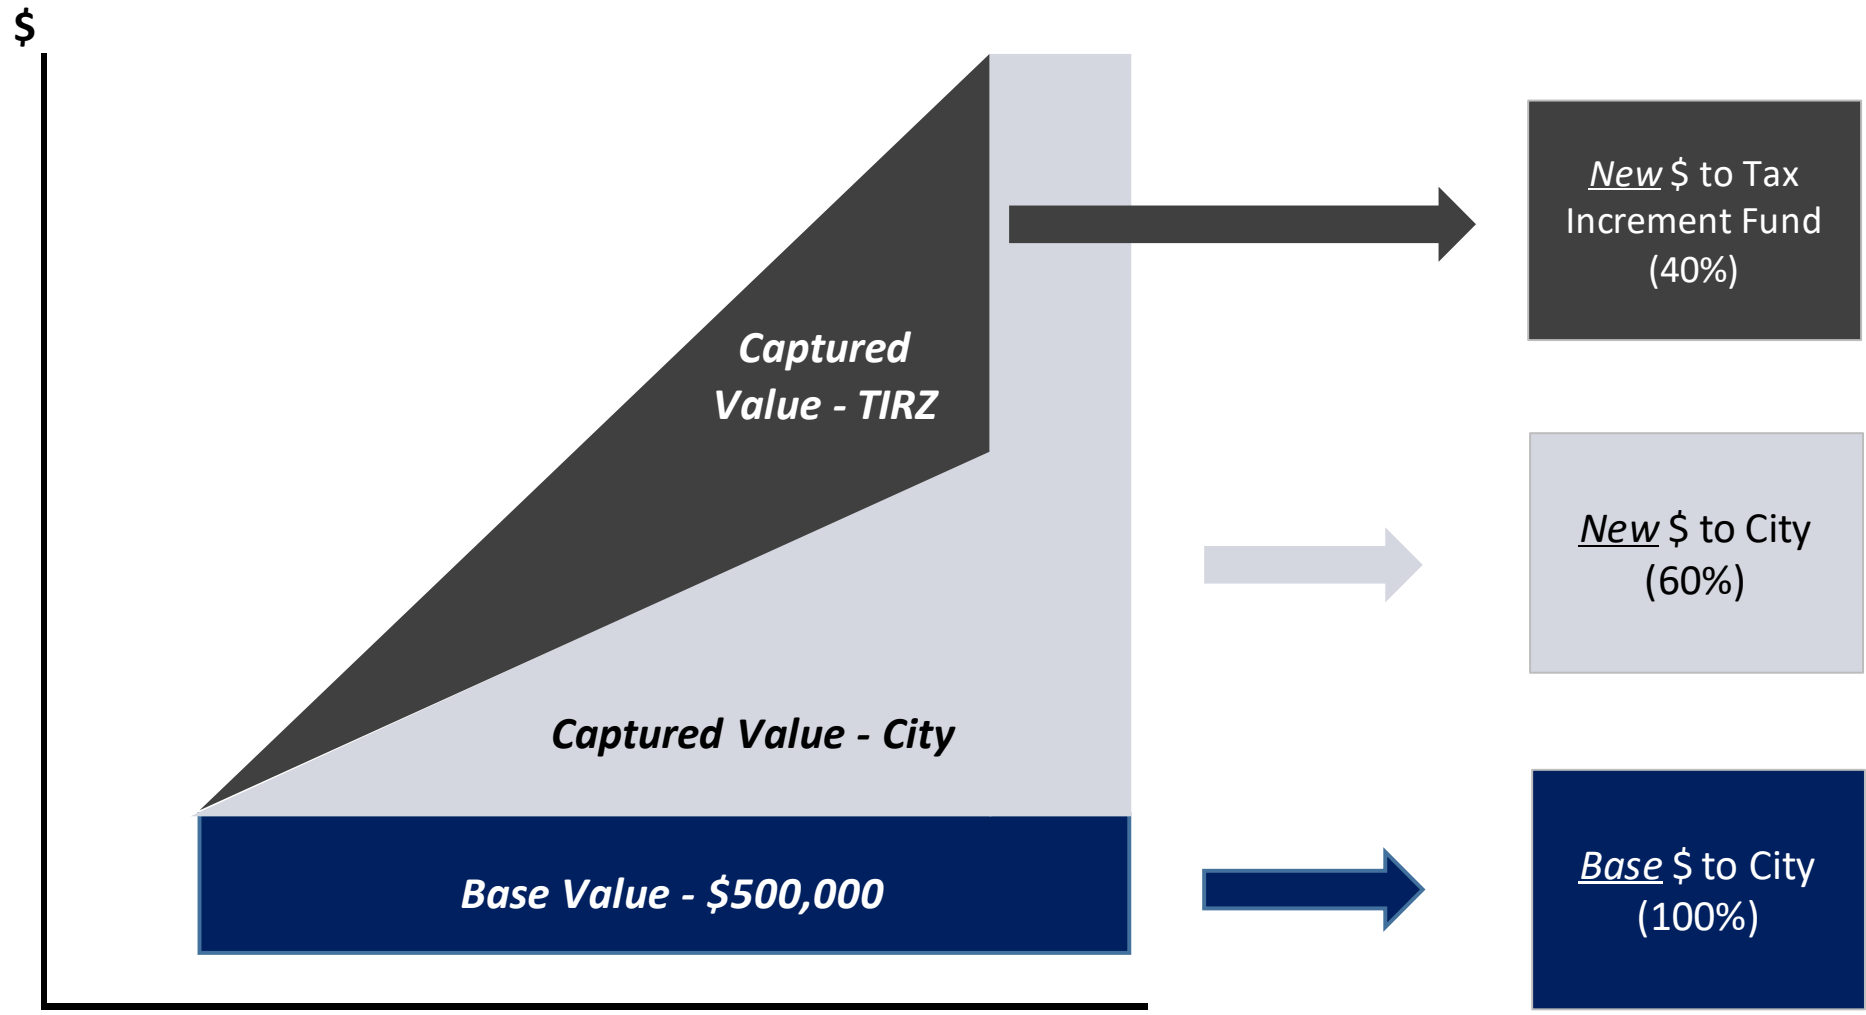 $
Captured
Value - TIRZ
Captured Value - City
Base Value - $500,000
New $ to Tax
Increment Fund
(40%)
New $ to City
(60%)
Base $ to City
(100%)